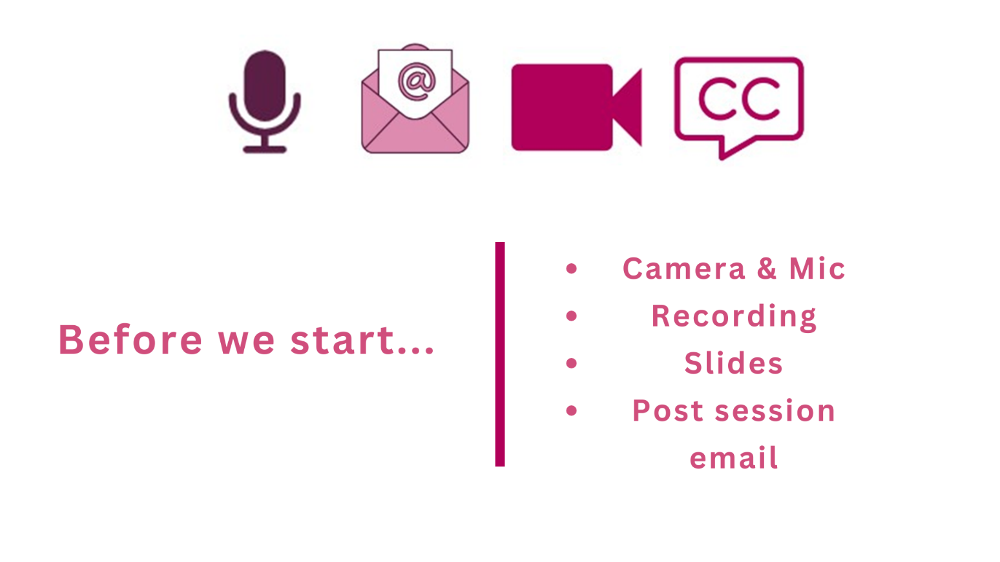 @
CC
Before we start...
• Camera & Mic
• Recording
• Slides
• Post session
email